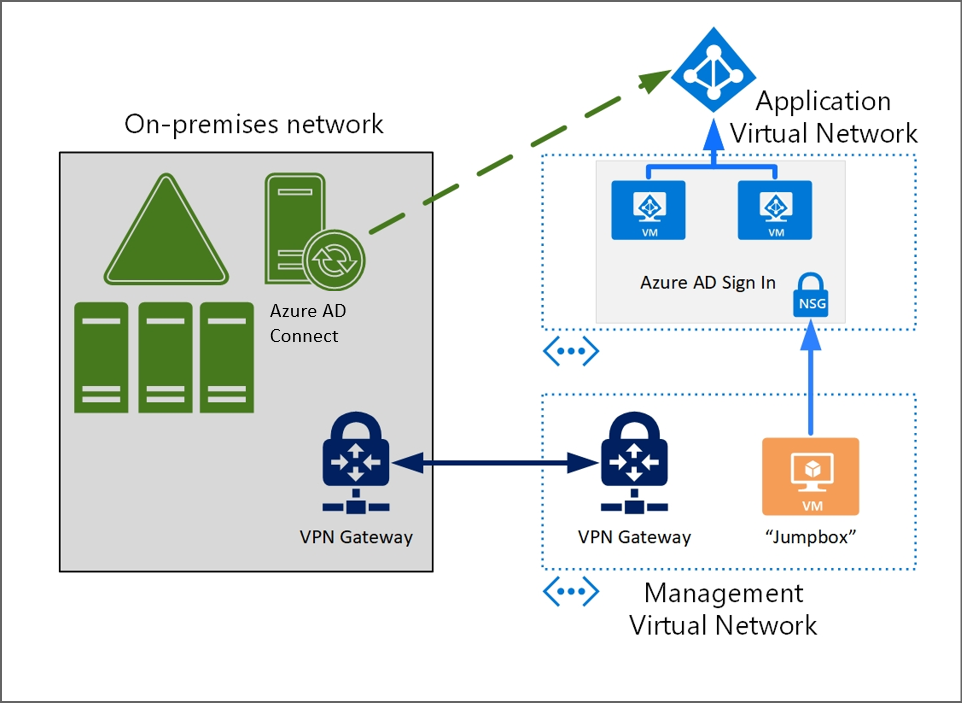 Application
Virtual Network
On-premises network
VM
VM
Azure AD Sign In
NSG
Azure AD
Connect
VM
VPN Gateway
VPN Gateway
“Jumpbox”
Management
Virtual Network